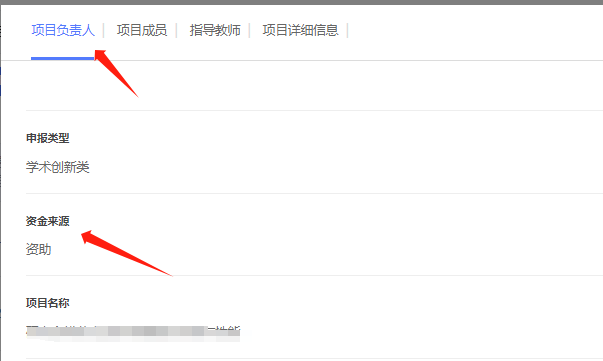 项目负责人 项目成员 指导教师 项目详细信息
申报类型
学术创新类
资金来源
资助
项目名称